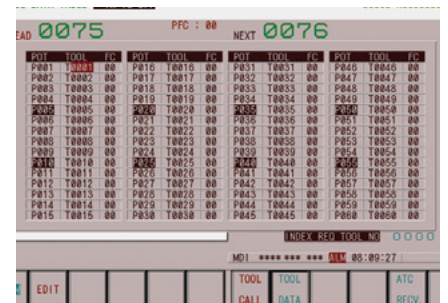 EAD 0075 PFC : 00 NEXT 0076
POT TOOL FC POT TOOL FC POT TOOL FC POT TOOL FC
P001 T0001 00 P016 T0016 00 P031 T0031 00 P046 T0046 00
P002 T0002 00 P017 T0017 00 P032 T0032 00 P047 T0047 00
P003 T0003 00 P018 T0018 00 P033 T0033 00 P048 T0048 00
P004 T0004 00 P019 T0019 00 P034 T0034 00 P049 T0049 00
P005 T0005 00 P020 T0020 00 P035 T0035 00 P050 T0050 00
P006 T0006 00 P021 T0021 00 P036 T0036 00 P051 T0051 00
P007 T0007 00 P022 T0022 00 P037 T0037 00 P052 T0052 00
P008 T0008 00 P023 T0023 00 P038 T0038 00 P053 T0053 00
P009 T0009 00 P024 T0024 00 P039 T0039 00 P054 T0054 00
P010 T0010 00 P025 T0025 00 P040 T0040 00 P055 T0055 00
P011 T0011 00 P026 T0026 00 P041 T0041 00 P056 T0056 00
P012 T0012 00 P027 T0027 00 P042 T0042 00 P057 T0057 00
P013 T0013 00 P028 T0028 00 P043 T0043 00 P058 T0058 00
P014 T0014 00 P029 T0029 00 P044 T0044 00 P059 T0059 00
P015 T0015 00 P030 T0030 00 P045 T0045 00 P060 T0060 00
INDEX REQ TOOL NO 0000
MDI **** *** *** ALM 08:09:27
EDIT TOOL CALL TOOL DATA ATC RECV